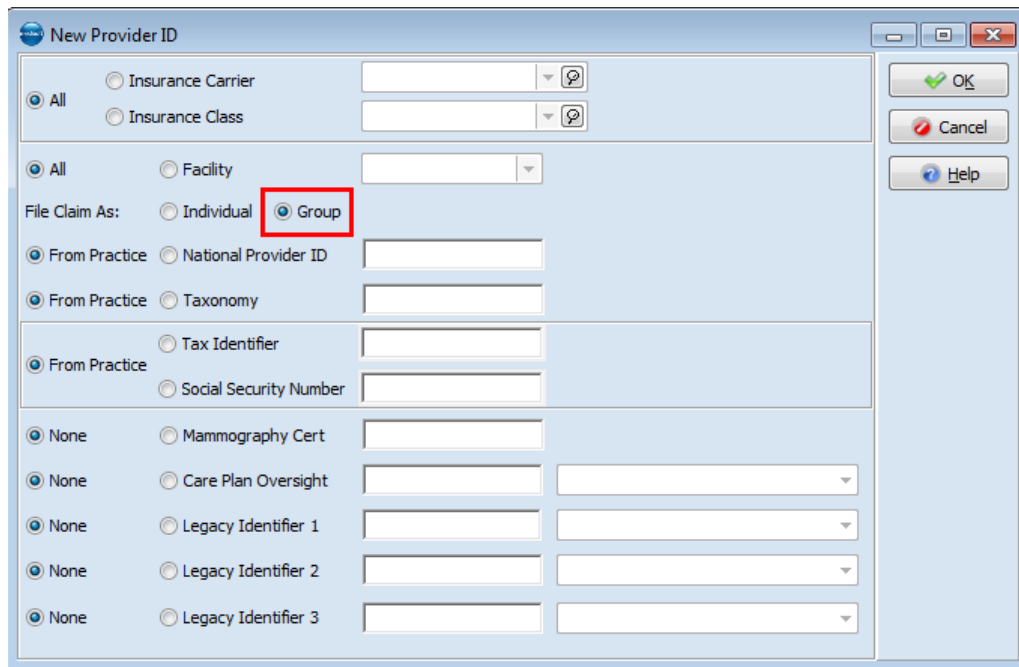 New Provider ID
Insurance Carrier
All
Insurance Class
All Facility
File Claim As: Individual Group
From Practice National Provider ID
From Practice Taxonomy
Tax Identifier
From Practice
Social Security Number
None Mammography Cert
None Care Plan Oversight
None Legacy Identifier 1
None Legacy Identifier 2
None Legacy Identifier 3
OK
Cancel
Help